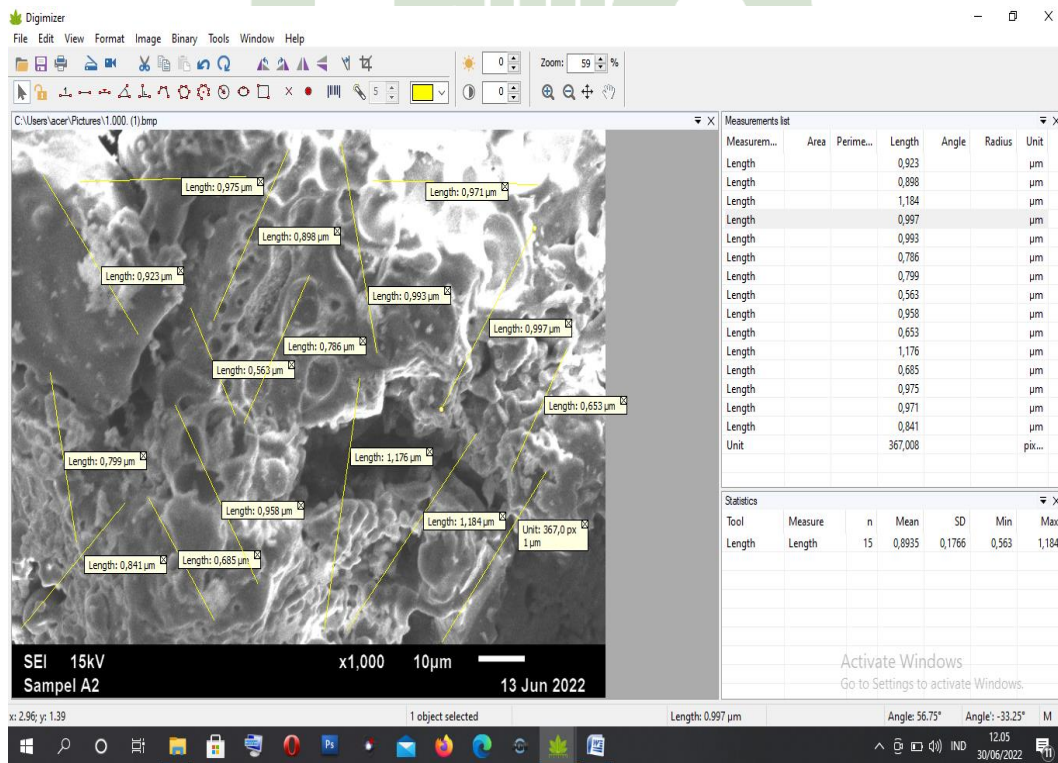 Digimizer
File Edit View Format Image Binary Tools Window Help
0 Zoom: 59 %
5 0
C:\Users\acer\Pictures\1.000. (1).bmp
Length: 0,975 µm
Length: 0,971 µm
Length: 0,898 µm
Length: 0,923 µm
Length: 0,993 µm
Length: 0,997 µm
Length: 0,786 µm
Length: 0,563 µm
Length: 0,653 µm
Length: 0,799 µm
Length: 1,176 µm
Length: 0,958 µm
Length: 1,184 µm
Unit: 367,0 px
1 µm
Length: 0,841 µm
Length: 0,685 µm
SEI 15kV x1,000 10µm
Sampel A2 13 Jun 2022
Measurements list
Measurem... Area Perime... Length Angle Radius Unit
Length 0,923 µm
Length 0,898 µm
Length 1,184 µm
Length 0,997 µm
Length 0,993 µm
Length 0,786 µm
Length 0,799 µm
Length 0,563 µm
Length 0,958 µm
Length 0,653 µm
Length 1,176 µm
Length 0,685 µm
Length 0,975 µm
Length 0,971 µm
Length 0,841 µm
Unit 367,008 pix...
Statistics
Tool Measure n Mean SD Min Max
Length Length 15 0,8935 0,1766 0,563 1,184
Activate Windows
Go to Settings to activate Windows.
x: 2.96; y: 1.39 1 object selected Length: 0.997 µm Angle: 56.75° Angle': -33.25° M
Ps IND 12.05
30/06/2022
11